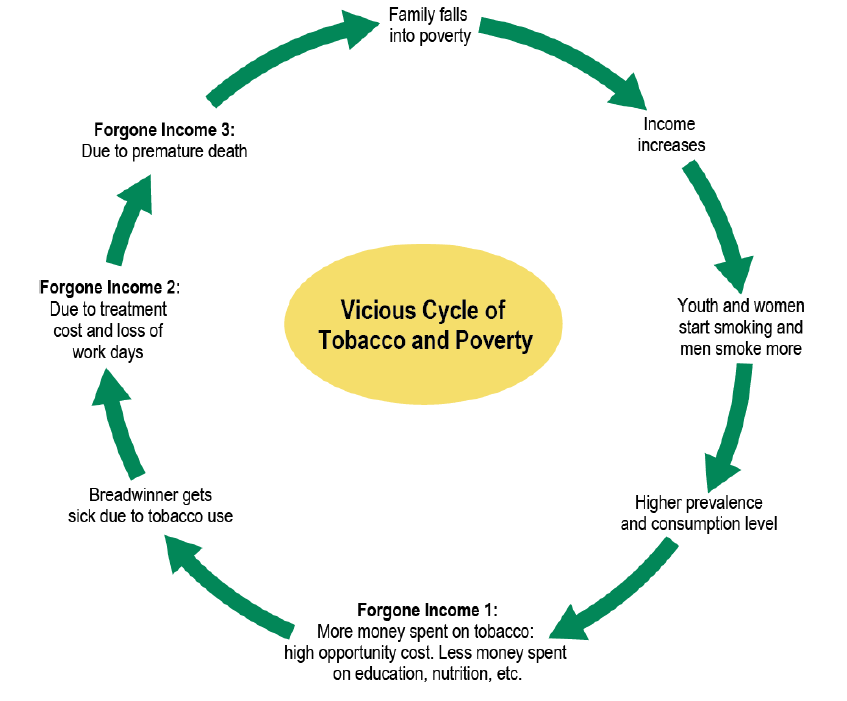 Family falls
into poverty
Income
increases
Youth and women
start smoking and
men smoke more
Higher prevalence
and consumption level
Forgone Income 1:
More money spent on tobacco:
high opportunity cost. Less money spent
on education, nutrition, etc.
Breadwinner gets
sick due to tobacco use
Forgone Income 2:
Due to treatment
cost and loss of
work days
Forgone Income 3:
Due to premature death
Vicious Cycle of
Tobacco and Poverty